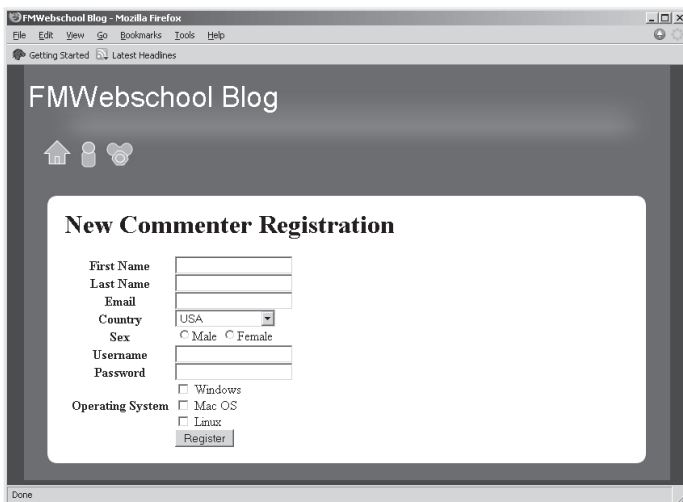 FMWebschool Blog - Mozilla Firefox
File Edit View Go Bookmarks Tools Help
Getting Started Latest Headlines
FMWebschool Blog
New Commenter Registration
First Name
Last Name
Email
Country USA
Sex Male Female
Username
Password
Windows
Operating System Mac OS
Linux
Register
Done